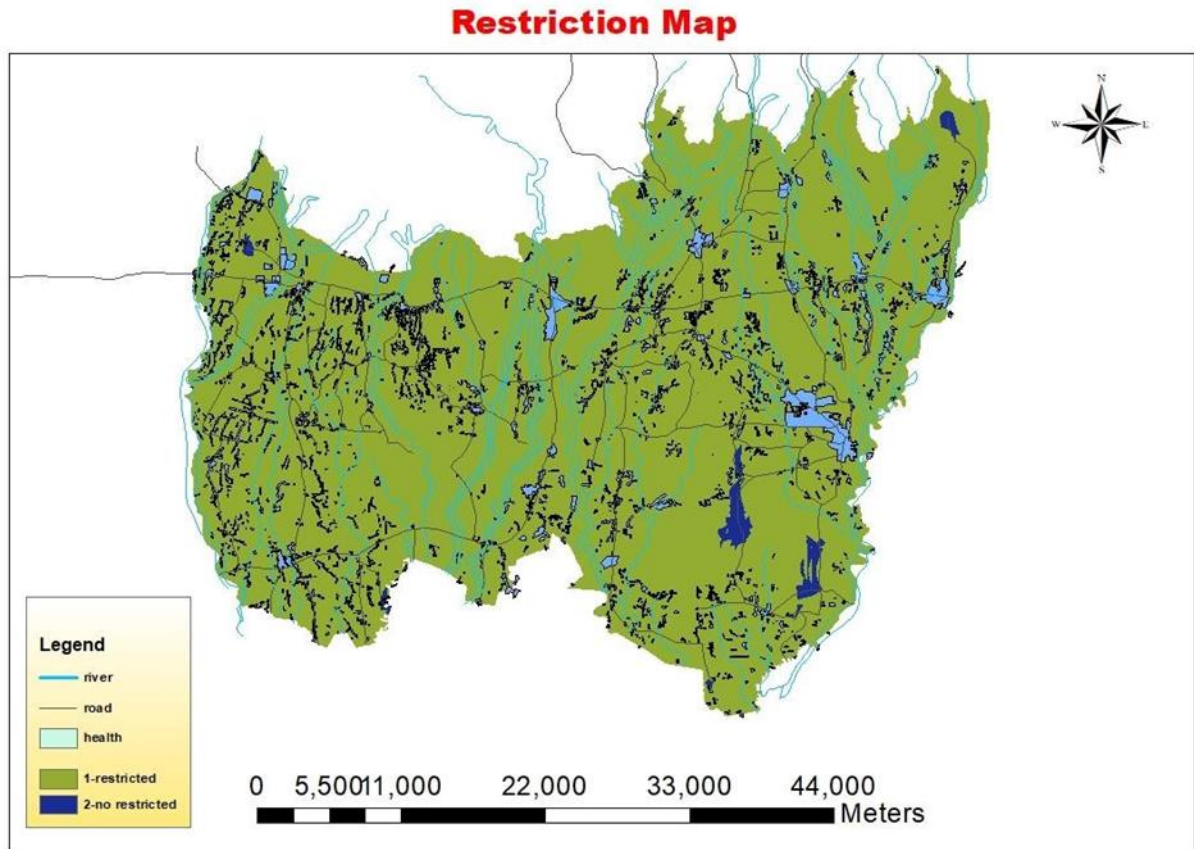 Restriction Map
N
W E
S
Legend
river
road
health
1-restricted
2-no restricted
0 5,50011,000 22,000 33,000 44,000
Meters